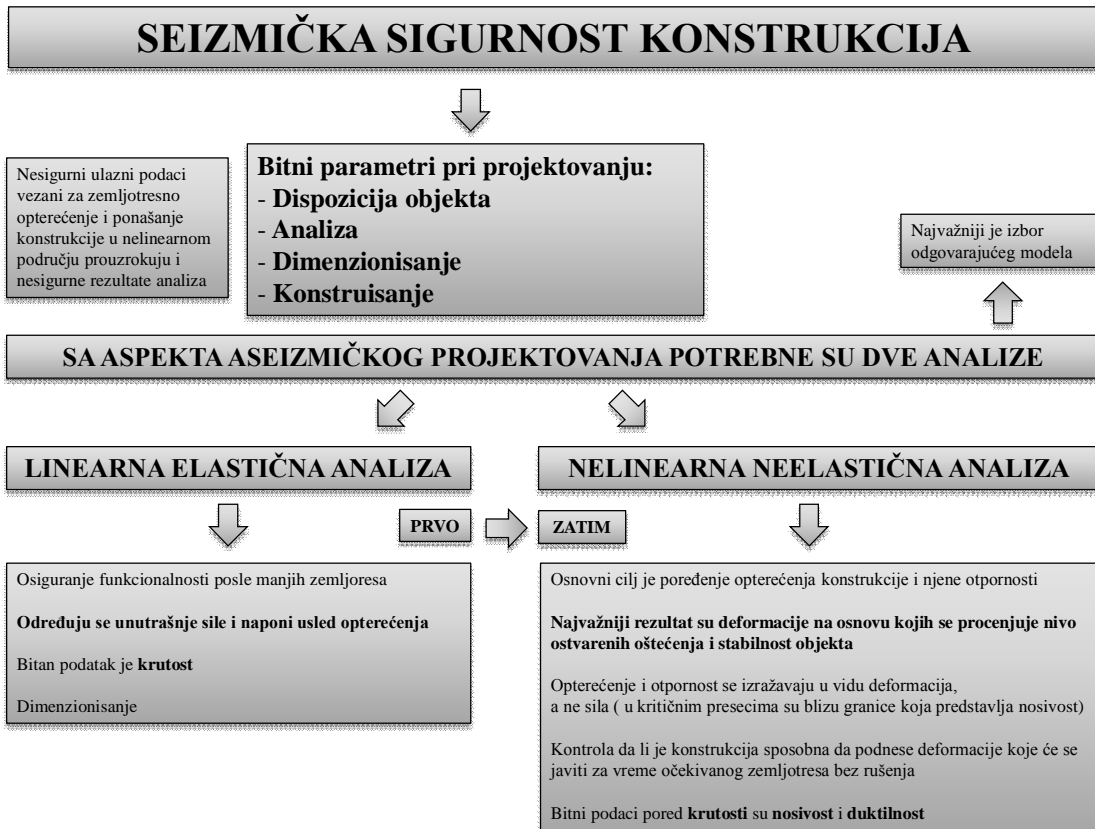 SEIZMIČKA SIGURNOST KONSTRUKCIJA
Nesigurni ulazni podaci
vezani za zemljotresno
opterećenje i ponašanje
konstrukcije u nelinearnom
području prouzrokuju i
nesigurne rezultate analiza
Bitni parametri pri projektovanju:
- Dispozicija objekta
- Analiza
- Dimenzionisanje
- Konstruisanje
Najvažniji je izbor
odgovarajućeg modela
SA ASPEKTA ASEIZMIČKOG PROJEKTOVANJA POTREBNE SU DVE ANALIZE
LINEARNA ELASTIČNA ANALIZA
NELINEARNA NEELASTIČNA ANALIZA
PRVO
ZATIM
Osiguranje funkcionalnosti posle manjih zemljoresa
Određuju se unutrašnje sile i naponi usled opterećenja
Bitan podatak je krutost
Dimenzionisanje
Osnovni cilj je poređenje opterećenja konstrukcije i njene otpornosti
Najvažniji rezultat su deformacije na osnovu kojih se procenjuje nivo
ostvarenih oštećenja i stabilnost objekta
Opterećenje i otpornost se izražavaju u vidu deformacija,
a ne sila ( u kritičnim presecima su blizu granice koja predstavlja nosivost)
Kontrola da li je konstrukcija sposobna da podnese deformacije koje će se
javiti za vreme očekivanog zemljotresa bez rušenja
Bitni podaci pored krutosti su nosivost i duktilnost